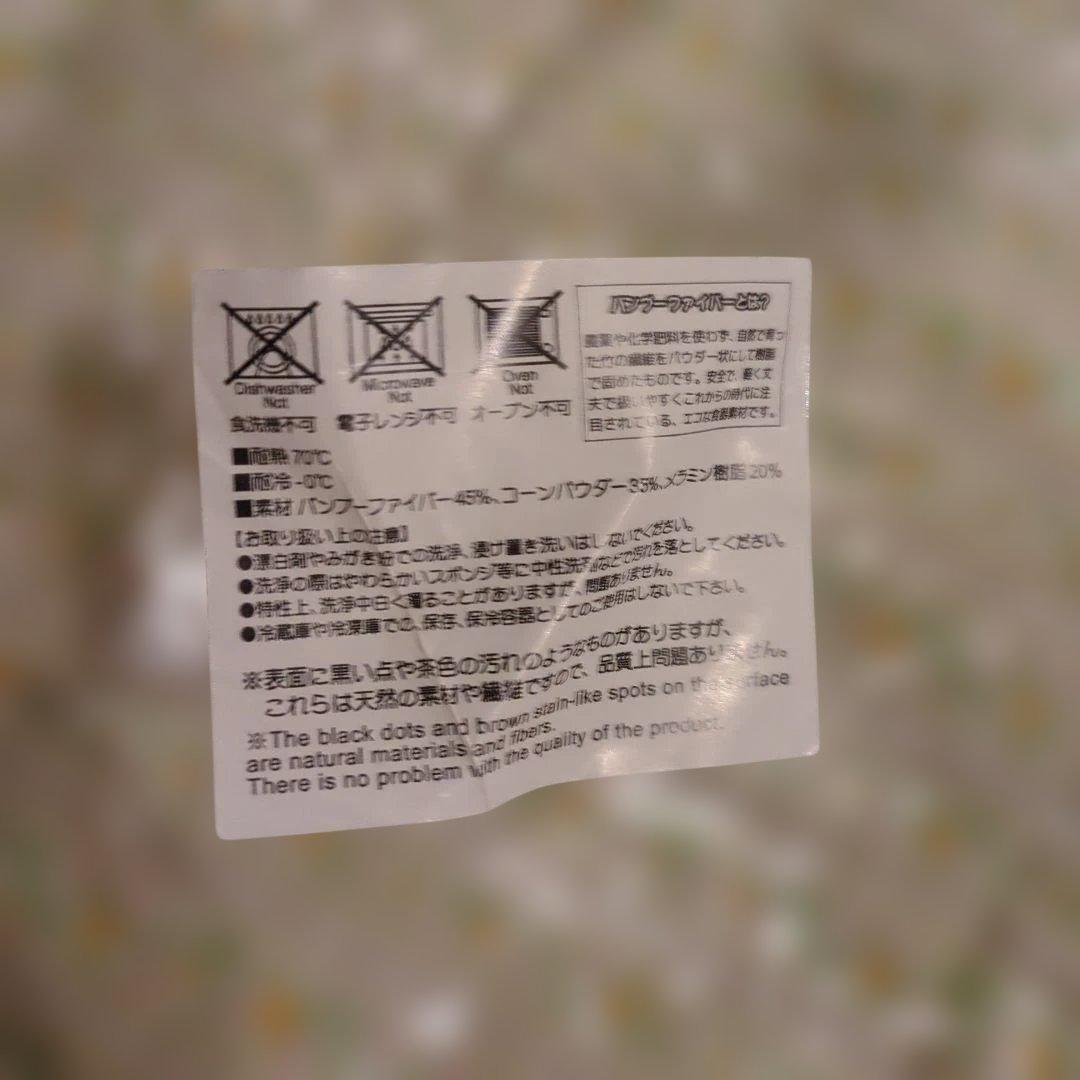 Dishwasher
Not
食洗機不可
Microwave
Not
電子レンジ不可
Oven
Not
オーブン不可
バンブーファイバーとは?
農薬や化学肥料を使わず、自然で育っ
た竹の繊維をパウダー状にして樹脂
で固めたものです。安全で、軽く丈
夫で扱いやすくこれからの時代に注
目されている、エコな食器素材です。
■耐熱 70℃
■耐冷 -0℃
■素材 バンブーファイバー45%、コーンパウダー35%、メラミン樹脂 20%
【お取り扱い上の注意】
●漂白剤やみがき粉での洗浄、浸け置き洗いはしないでください。
●洗浄の際はやわらかいスポンジ等に中性洗剤などで汚れを落としてください。
●特性上、洗浄中白く濁ることがありますが、問題ありません。
●冷蔵庫や冷凍庫での、保存、保冷容器としてのご使用はしないで下さい。
※表面に黒い点や茶色の汚れのようなものがありますが、
これらは天然の素材や繊維ですので、品質上問題ありません。
※The black dots and brown stain-like spots on the surface
are natural materials and fibers.
There is no problem with the quality of the product.